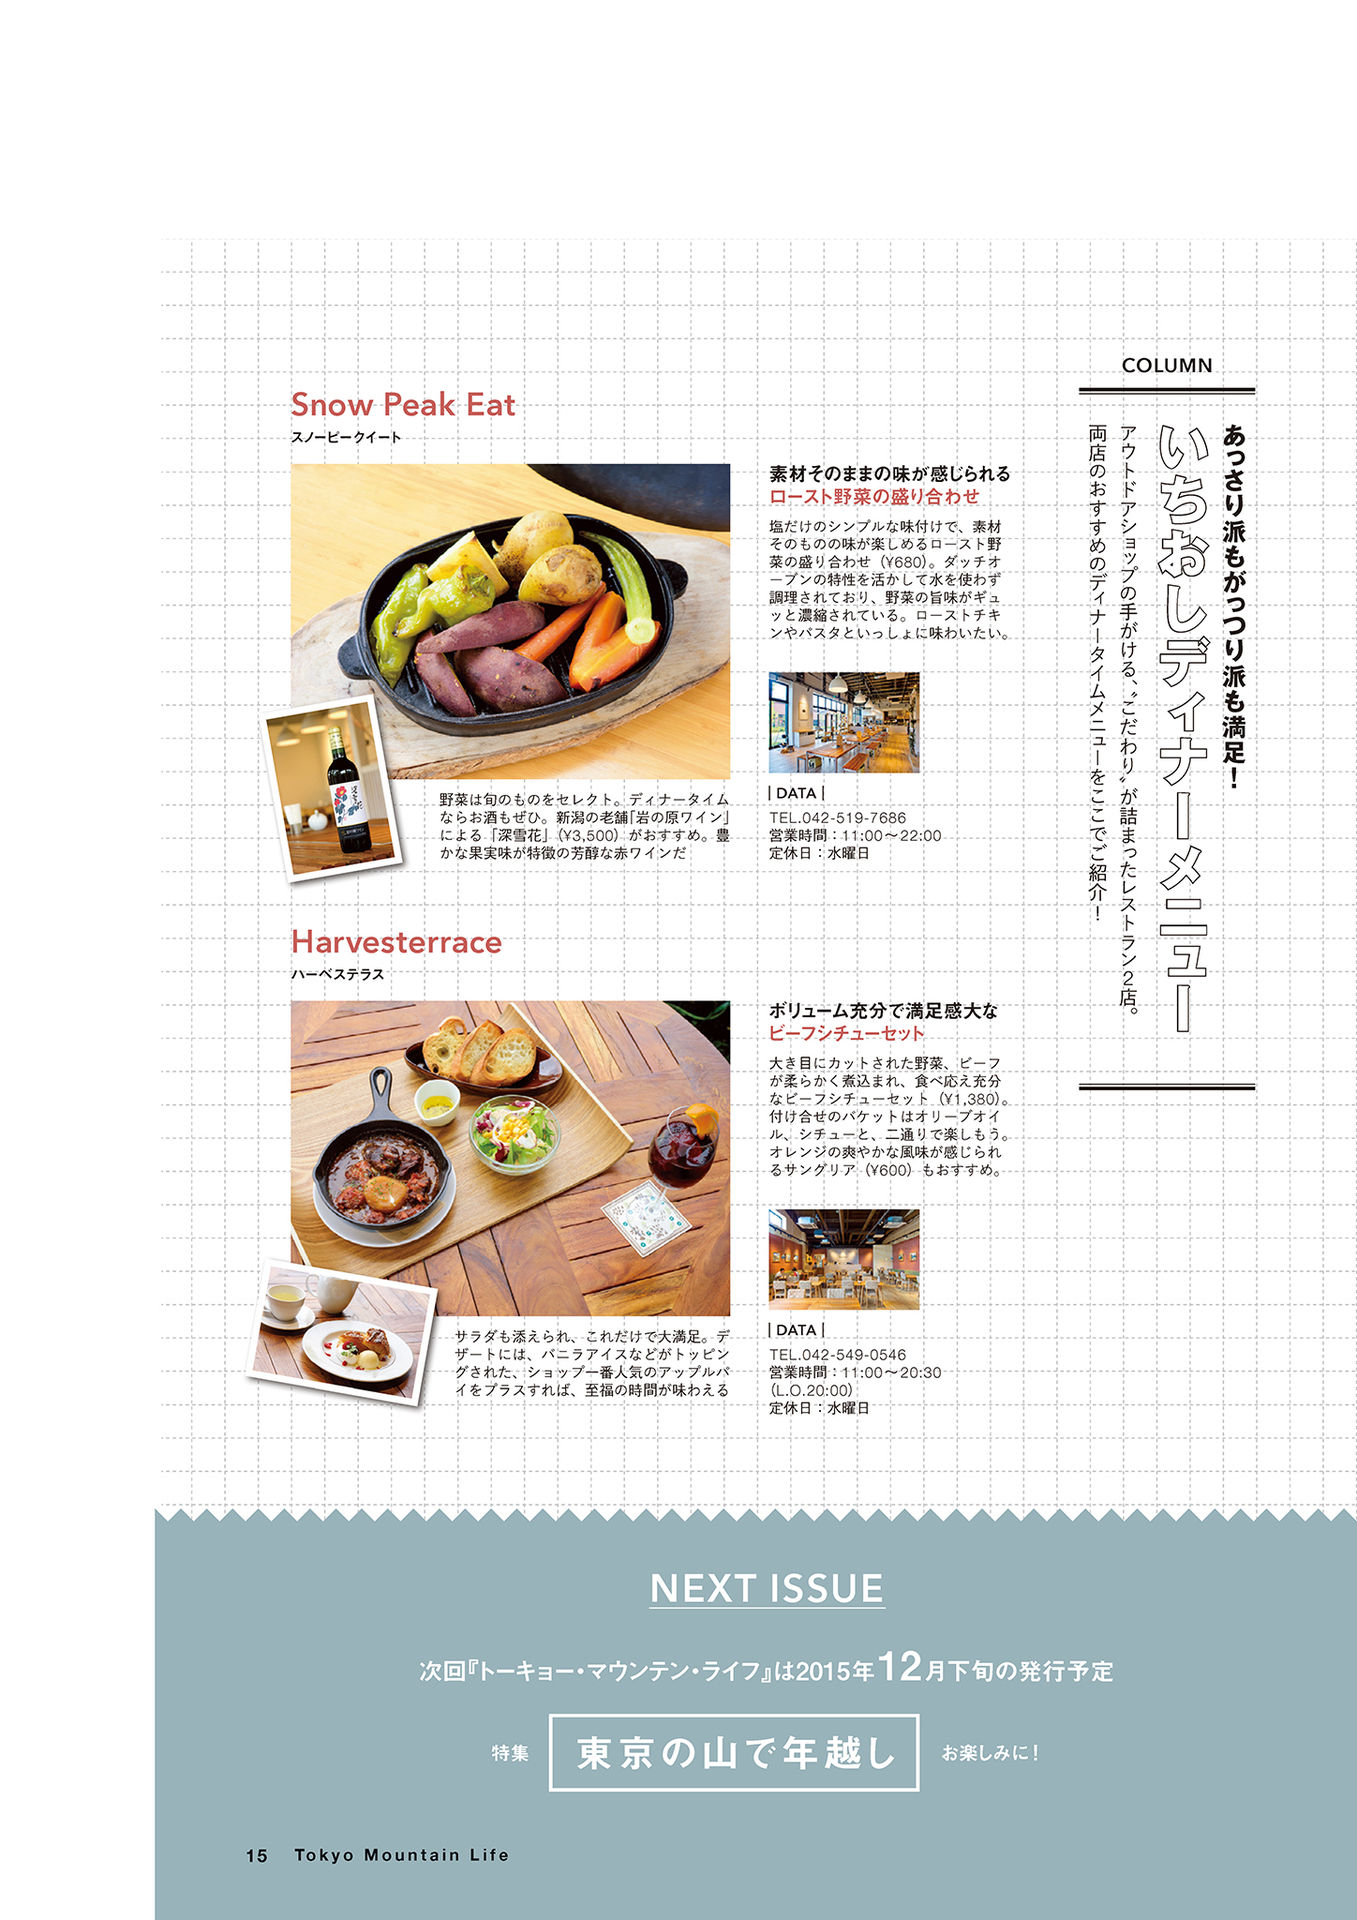 COLUMN
あっさり派もがっつり派も満足！
いちおしディナーメニュー
アウトドアショップの手がける、〝こだわり〟が詰まったレストラン2店。
両店のおすすめのディナータイムメニューをここでご紹介！
Snow Peak Eat
スノーピークイート
素材そのままの味が感じられる
ロースト野菜の盛り合わせ
塩だけのシンプルな味付けで、素材
そのものの味が楽しめるロースト野
菜の盛り合わせ（¥680）。ダッチオ
ーブンの特性を活かして水を使わず
調理されており、野菜の旨味がギュ
ッと濃縮されている。ローストチキ
ンやパスタといっしょに味わいたい。
野菜は旬のものをセレクト。ディナータイム
ならお酒もぜひ。新潟の老舗「岩の原ワイン」
による「深雪花」（¥3,500）がおすすめ。豊
かな果実味が特徴の芳醇な赤ワインだ
| DATA |
TEL.042-519-7686
営業時間：11:00〜22:00
定休日：水曜日
Harvesterrace
ハーベステラス
ボリューム充分で満足感大な
ビーフシチューセット
大き目にカットされた野菜、ビーフ
が柔らかく煮込まれ、食べ応え充分
なビーフシチューセット（¥1,380）。
付け合せのバケットはオリーブオイ
ル、シチューと、二通りで楽しもう。
オレンジの爽やかな風味が感じられ
るサングリア（¥600）もおすすめ。
サラダも添えられ、これだけで大満足。デ
ザートには、バニラアイスなどがトッピン
グされた、ショップ一番人気のアップルパ
イをプラスすれば、至福の時間が味わえる
| DATA |
TEL.042-549-0546
営業時間：11:00〜20:30
（L.O.20:00）
定休日：水曜日
NEXT ISSUE
次回『トーキョー・マウンテン・ライフ』は2015年12月下旬の発行予定
特集 東京の山で年越し お楽しみに！
15 Tokyo Mountain Life